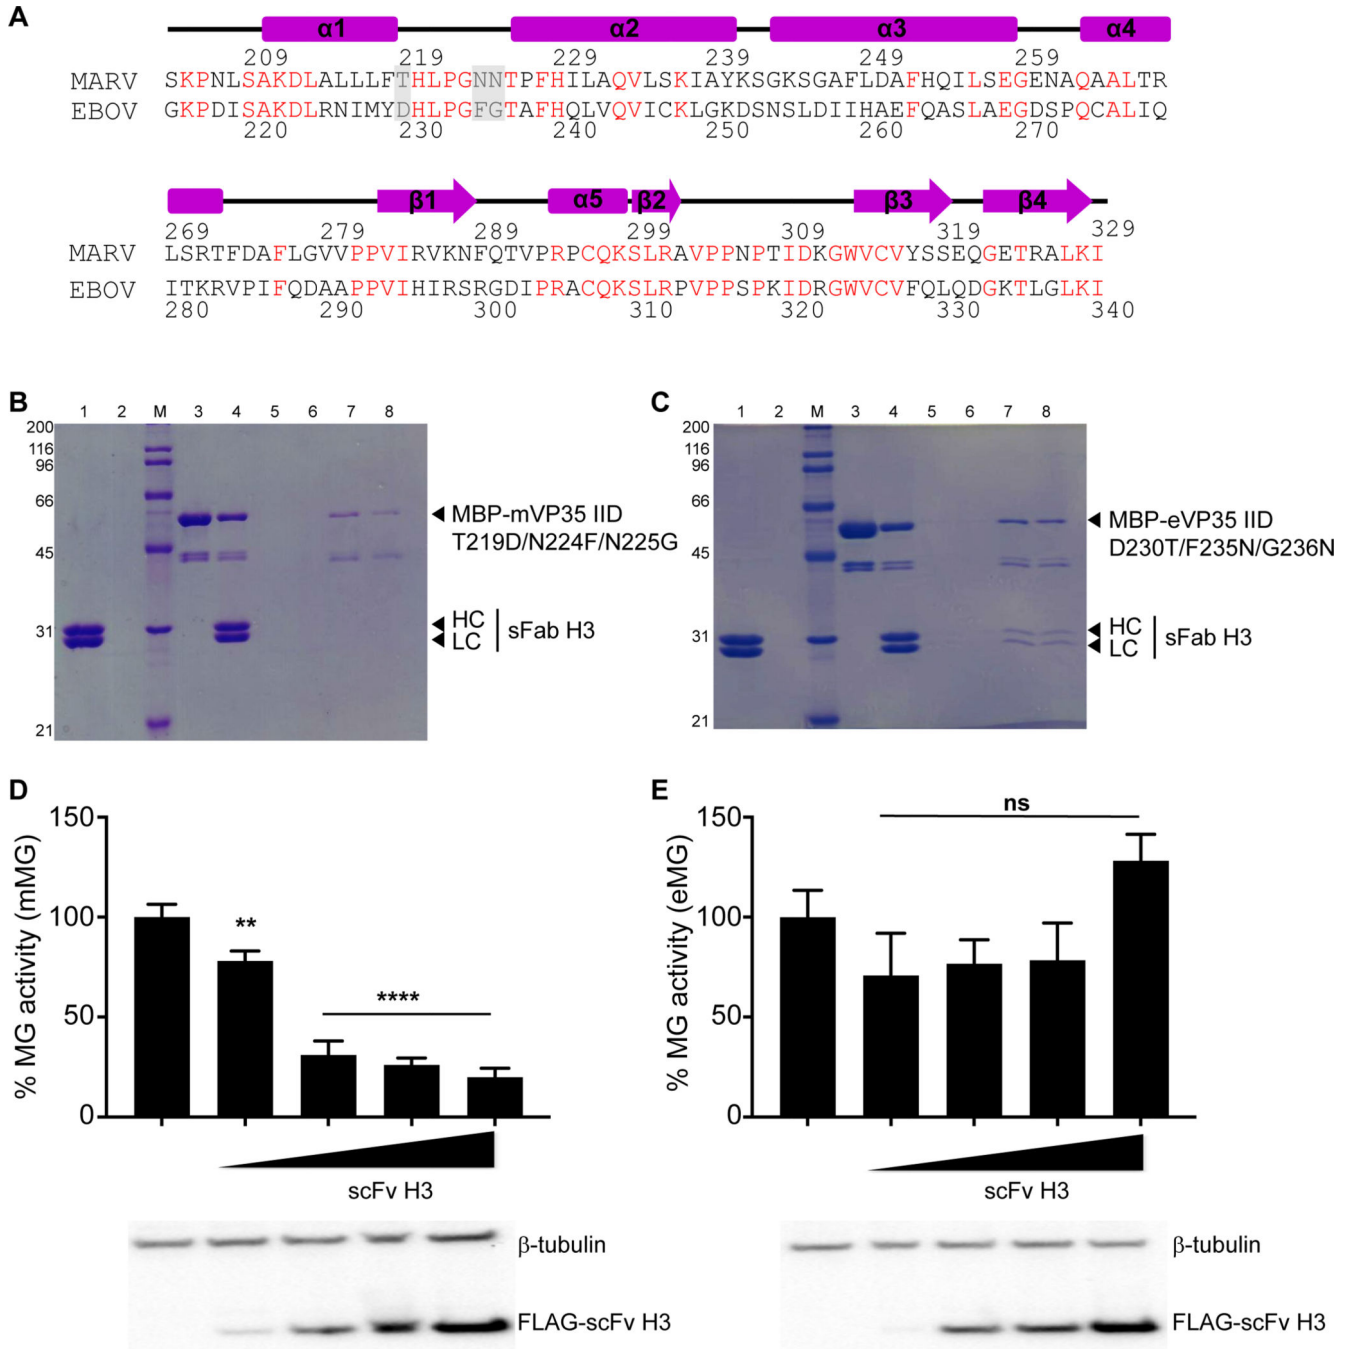 A
α1 α2 α3 α4
209 219 229 239 249 259
MARV SKPNLSAKDLALLLFTHLPGNNTPFHILAQVLSKIAYKSGKSGAFLDAFHQILSEGENAQAALTR
EBOV GKPDISAKDLRNIMYDHLPGFGTAFHQLVQVICKLGKDSNSLDIIHAEFQASLAEGDSPQCALIQ
220 230 240 250 260 270
β1 α5 β2 β3 β4
269 279 289 299 309 319 329
MARV LSRTFDAFLGVVPPVIRVKNFQTVPRPCQKSLRAVPPNPTIDKGWVCVYSSEQGETRALKI
EBOV ITKRVPIFQDAAPPVIHIRSRGDIPRACQKSLRPVPPSPKIDRGWVCVFQLQDGKTLGLKI
280 290 300 310 320 330 340
B
1 2 M 3 4 5 6 7 8
200
116
96
66
45
31
21
MBP-mVP35 IID
T219D/N224F/N225G
HC
LC
sFab H3
C
1 2 M 3 4 5 6 7 8
200
116
96
66
45
31
21
MBP-eVP35 IID
D230T/F235N/G236N
HC
LC
sFab H3
D
% MG activity (mMG)
150
100
50
0
**
****
scFv H3
β-tubulin
FLAG-scFv H3
E
% MG activity (eMG)
150
100
50
0
ns
scFv H3
β-tubulin
FLAG-scFv H3